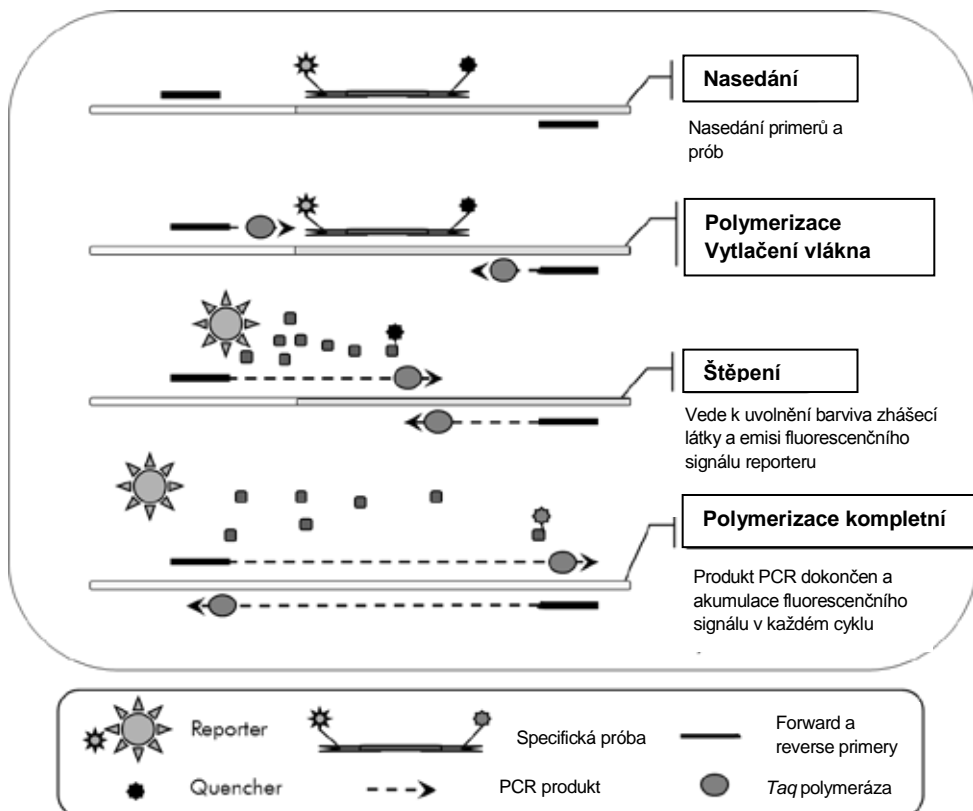 Nasedání
Nasedání primerů a
prób
Polymerizace
Vytlačení vlákna
Štěpení
Vede k uvolnění barviva zhášecí
látky a emisi fluorescenčního
signálu reporteru
Polymerizace kompletní
Produkt PCR dokončen a
akumulace fluorescenčního
signálu v každém cyklu
Reporter
Specifická próba
Forward a
reverse primery
Quencher
PCR produkt
Taq polymeráza